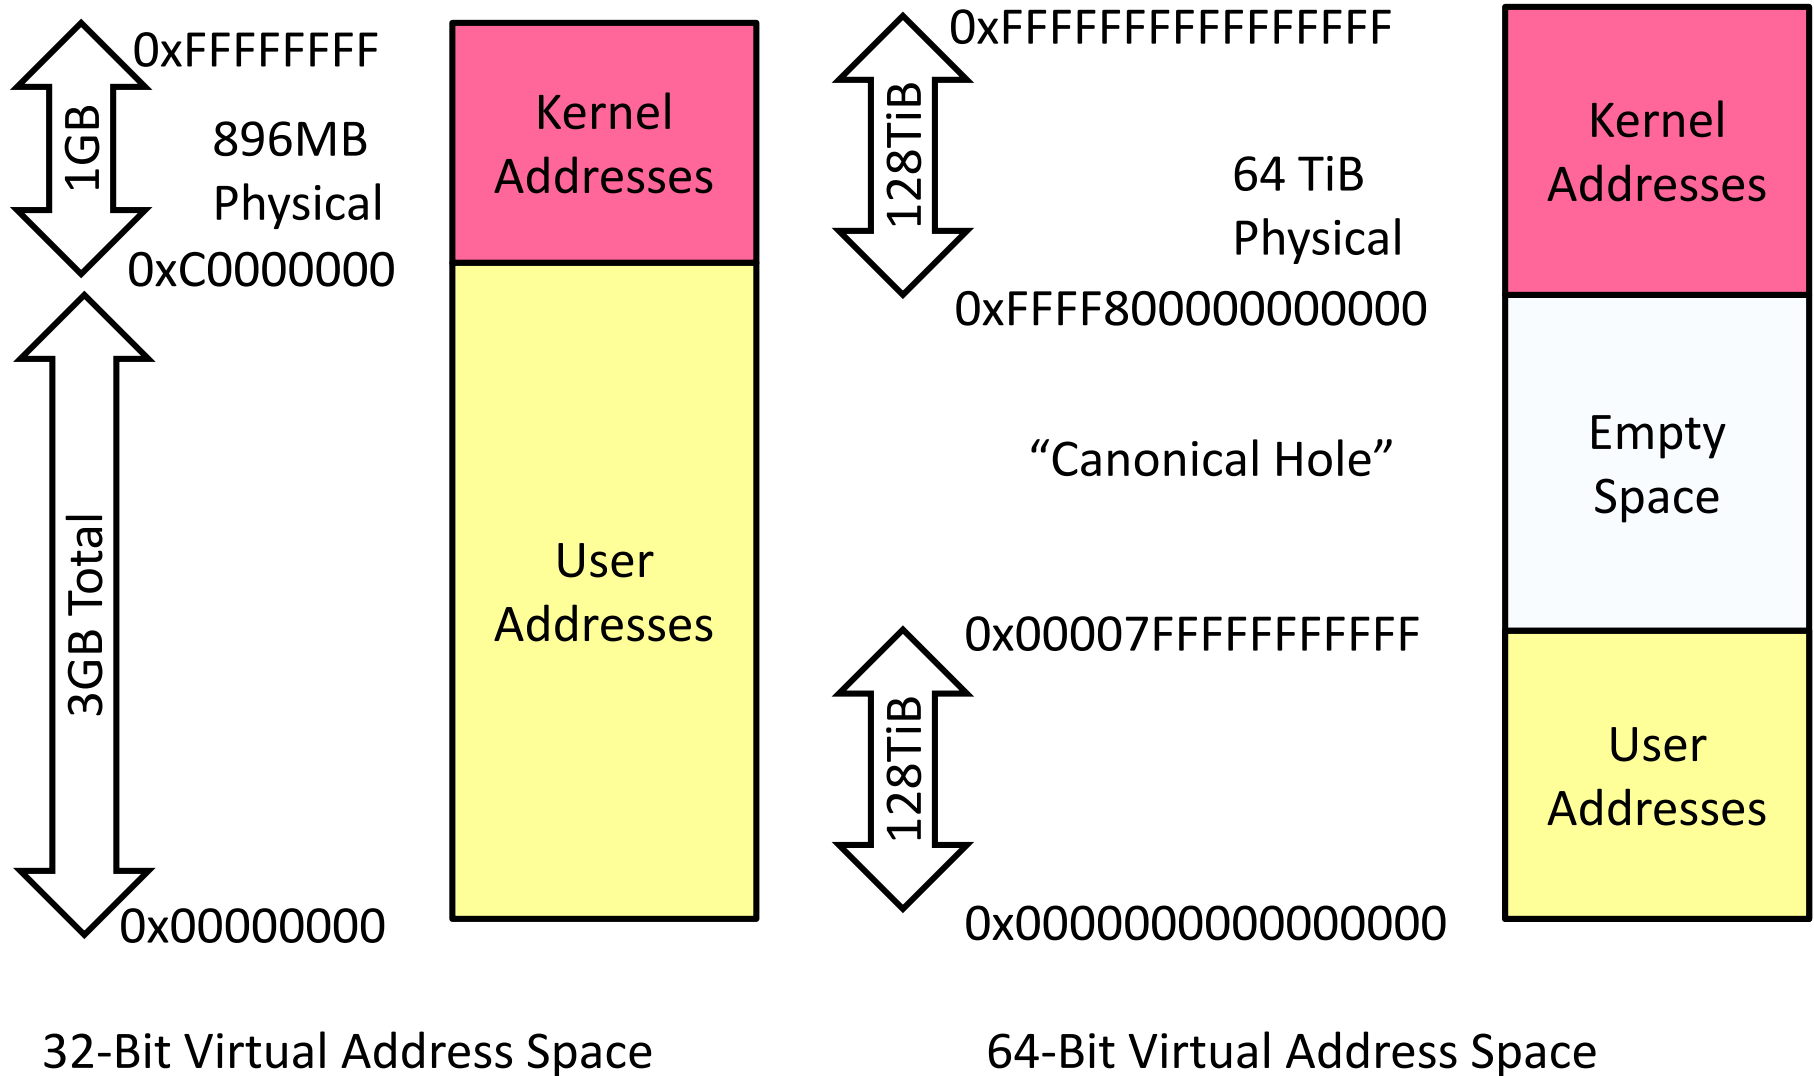 0xFFFFFFFF
1GB
896MB
Physical
0xC0000000
3GB Total
0x00000000
Kernel
Addresses
User
Addresses
32-Bit Virtual Address Space
0xFFFFFFFFFFFFFFFF
128TiB
64 TiB
Physical
0xFFFF800000000000
“Canonical Hole”
0x00007FFFFFFFFFFF
128TiB
0x0000000000000000
Kernel
Addresses
Empty
Space
User
Addresses
64-Bit Virtual Address Space